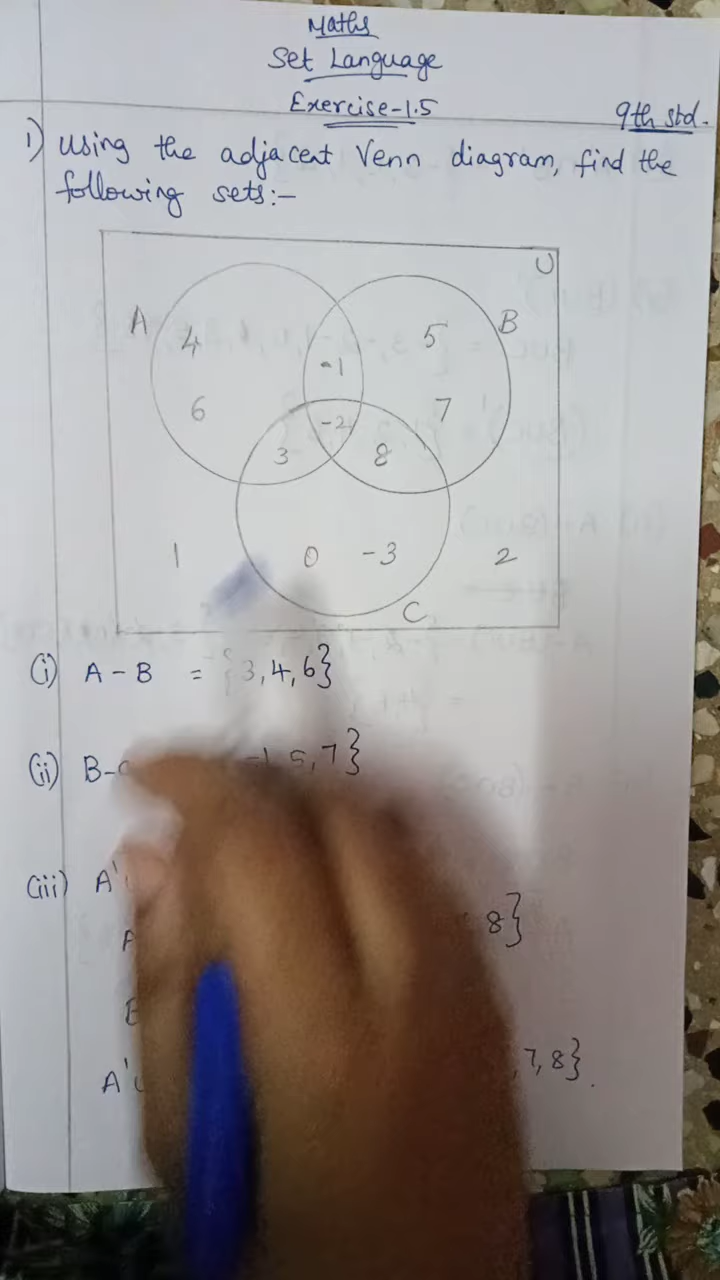 Maths
Set Language
Exercise-1.5
9th std.
1) Using the adjacent Venn diagram, find the
following sets:-
U
A
B
4
5
-1
6
7
-2
3
8
1
0
-3
2
C
(i) A - B = {3, 4, 6}
(ii) B- -1, 5, 7}
(iii) A'
8}
A' , 7, 8}.